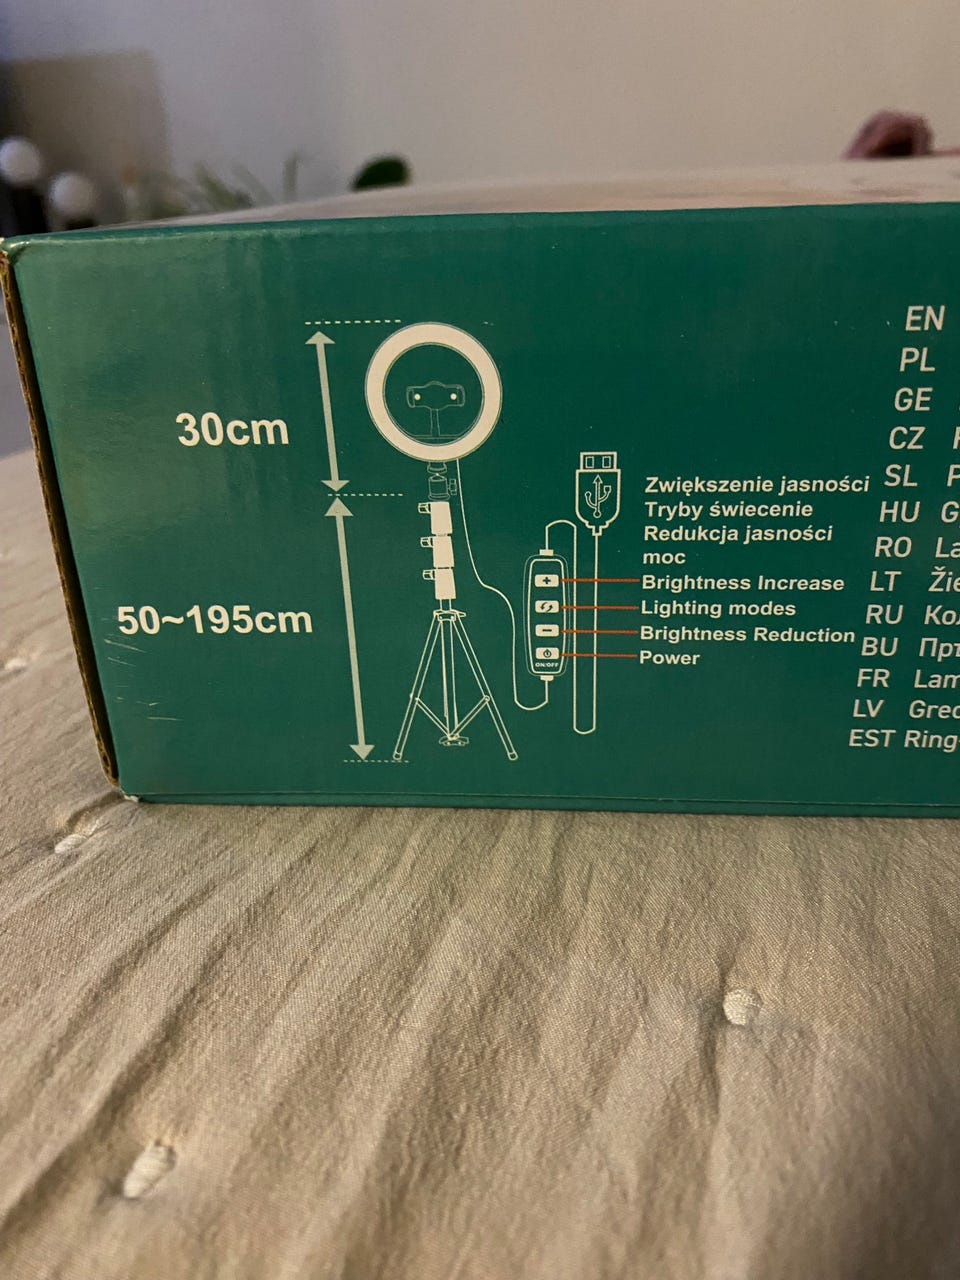 30cm
50~195cm
Zwiększenie jasności
Tryby świecenie
Redukcja jasności
moc
Brightness Increase
Lighting modes
Brightness Reduction
Power
ON/OFF
EN
PL
GE
CZ
SL
HU
RO
LT
RU
BU
FR
LV
EST Ring-